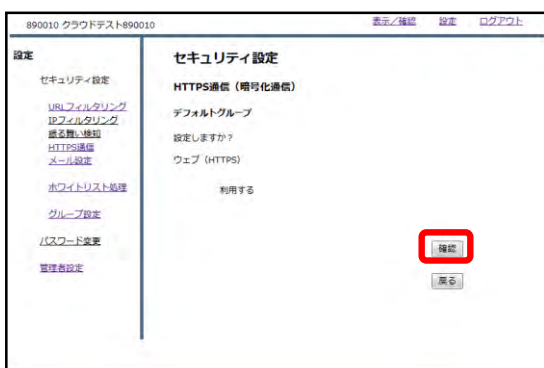 890010 クラウドテスト890010
表示/確認 設定 ログアウト
設定
セキュリティ設定
URLフィルタリング
IPフィルタリング
振る舞い検知
HTTPS通信
メール設定
ホワイトリスト処理
グループ設定
パスワード変更
管理者設定
セキュリティ設定
HTTPS通信（暗号化通信）
デフォルトグループ
設定しますか？
ウェブ（HTTPS）
利用する
確認
戻る